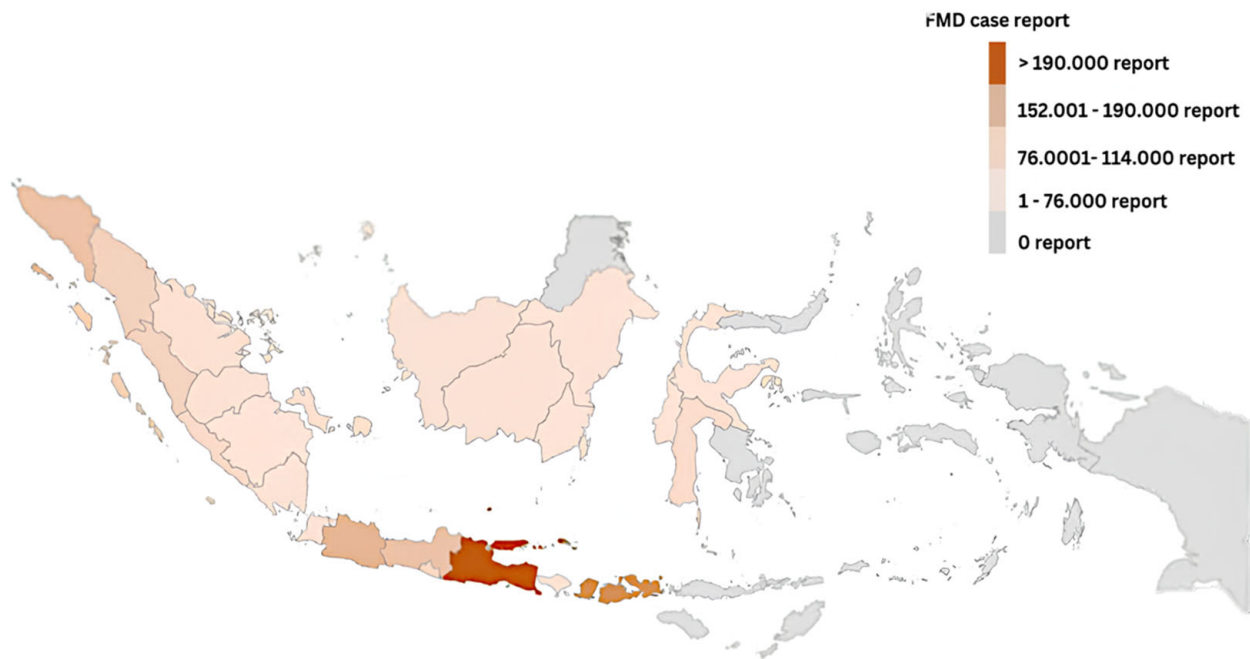 FMD case report
> 190.000 report
152.001 - 190.000 report
76.0001- 114.000 report
1 - 76.000 report
0 report